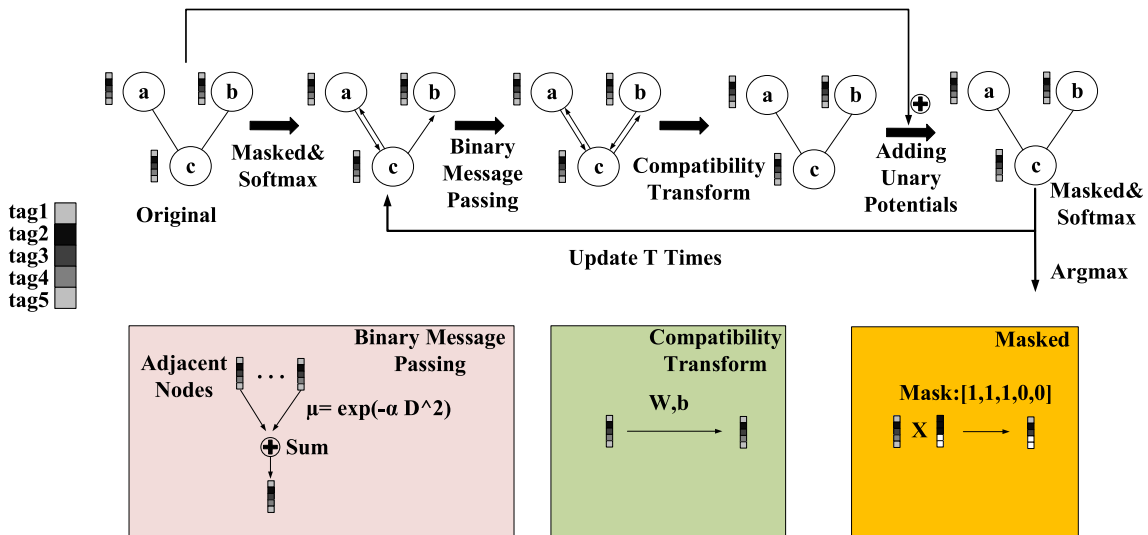 a
b
c
Original
Masked&
Softmax
a
b
c
Binary
Message
Passing
a
b
c
Compatibility
Transform
a
b
c
Adding
Unary
Potentials
a
b
c
Masked&
Softmax
Update T Times
Argmax
tag1
tag2
tag3
tag4
tag5
Binary Message
Passing
Adjacent
Nodes
...
μ= exp(-α D^2)
Sum
Compatibility
Transform
W,b
Masked
Mask:[1,1,1,0,0]
X